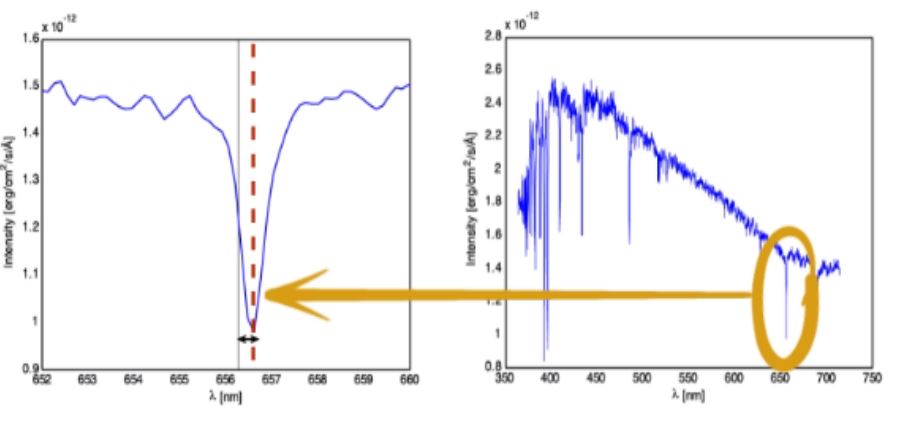 x 10⁻¹²
1.6
1.5
1.4
1.3
1.2
1.1
1
0.9
Intensity [erg/cm²/s/Å]
652 653 654 655 656 657 658 659 660
λ [nm]
x 10⁻¹²
2.8
2.6
2.4
2.2
2
1.8
1.6
1.4
1
0.8
Intensity [erg/cm²/s/Å]
350 400 450 500 550 600 650 700 750
λ [nm]